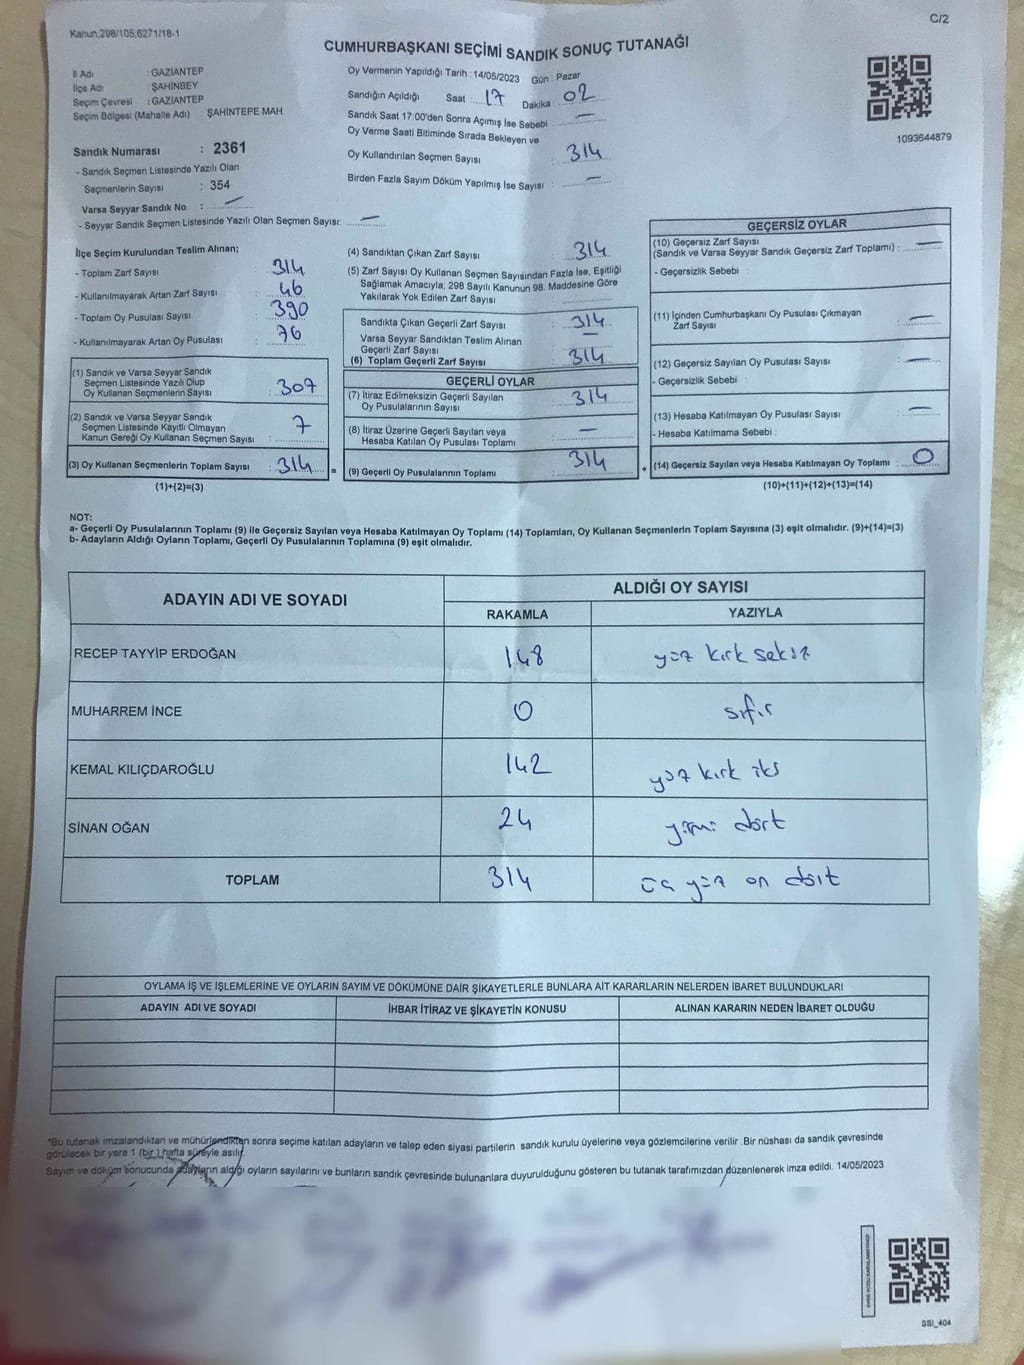 Kanun,298/105,6271/18-1
C/2
CUMHURBAŞKANI SEÇİMİ SANDIK SONUÇ TUTANAĞI
İl Adı : GAZİANTEP
İlçe Adı : ŞAHİNBEY
Seçim Çevresi : GAZİANTEP
Seçim Bölgesi (Mahalle Adı) : ŞAHİNTEPE MAH.
Sandık Numarası : 2361
- Sandık Seçmen Listesinde Yazılı Olan
Seçmenlerin Sayısı : 354
Varsa Seyyar Sandık No : —
- Seyyar Sandık Seçmen Listesinde Yazılı Olan Seçmen Sayısı: —
Oy Vermenin Yapıldığı Tarih : 14/05/2023 Gün : Pazar
Sandığın Açıldığı Saat : 17 Dakika : 02
Sandık Saat 17:00'den Sonra Açımış İse Sebebi : —
Oy Verme Saati Bitiminde Sırada Bekleyen ve
Oy Kullandırılan Seçmen Sayısı : 314
Birden Fazla Sayım Döküm Yapılmış İse Sayısı : —
1093644879
İlçe Seçim Kurulundan Teslim Alınan;
- Toplam Zarf Sayısı : 314
- Kullanılmayarak Artan Zarf Sayısı : 46
- Toplam Oy Pusulası Sayısı : 390
- Kullanılmayarak Artan Oy Pusulası : 76
(1) Sandık ve Varsa Seyyar Sandık
Seçmen Listesinde Yazılı Olup
Oy Kullanan Seçmenlerin Sayısı : 307
(2) Sandık ve Varsa Seyyar Sandık
Seçmen Listesinde Kayıtlı Olmayan
Kanun Gereği Oy Kullanan Seçmen Sayısı : 7
(3) Oy Kullanan Seçmenlerin Toplam Sayısı : 314
(1)+(2)=(3)
=
(4) Sandıktan Çıkan Zarf Sayısı : 314
(5) Zarf Sayısı Oy Kullanan Seçmen Sayısından Fazla İse, Eşitliği
Sağlamak Amacıyla; 298 Sayılı Kanunun 98. Maddesine Göre
Yakılarak Yok Edilen Zarf Sayısı :
Sandıkta Çıkan Geçerli Zarf Sayısı : 314
Varsa Seyyar Sandıktan Teslim Alınan
Geçerli Zarf Sayısı : —
(6) Toplam Geçerli Zarf Sayısı : 314
GEÇERLİ OYLAR
(7) İtiraz Edilmeksizin Geçerli Sayılan
Oy Pusulalarının Sayısı : 314
(8) İtiraz Üzerine Geçerli Sayılan veya
Hesaba Katılan Oy Pusulası Toplamı : —
(9) Geçerli Oy Pusulalarının Toplamı : 314
+
GEÇERSİZ OYLAR
(10) Geçersiz Zarf Sayısı
(Sandık ve Varsa Seyyar Sandık Geçersiz Zarf Toplamı) : —
- Geçersizlik Sebebi :
(11) İçinden Cumhurbaşkanı Oy Pusulası Çıkmayan
Zarf Sayısı : —
(12) Geçersiz Sayılan Oy Pusulası Sayısı : —
- Geçersizlik Sebebi :
(13) Hesaba Katılmayan Oy Pusulası Sayısı : —
- Hesaba Katılmama Sebebi :
(14) Geçersiz Sayılan veya Hesaba Katılmayan Oy Toplamı : 0
(10)+(11)+(12)+(13)=(14)
NOT:
a- Geçerli Oy Pusulalarının Toplamı (9) ile Geçersiz Sayılan veya Hesaba Katılmayan Oy Toplamı (14) Toplamları, Oy Kullanan Seçmenlerin Toplam Sayısına (3) eşit olmalıdır. (9)+(14)=(3)
b- Adayların Aldığı Oyların Toplamı, Geçerli Oy Pusulalarının Toplamına (9) eşit olmalıdır.
ADAYIN ADI VE SOYADI ALDIĞI OY SAYISI
RAKAMLA YAZIYLA
RECEP TAYYİP ERDOĞAN 148 yüz kırk sekiz
MUHARREM İNCE 0 sıfır
KEMAL KILIÇDAROĞLU 142 yüz kırk iki
SİNAN OĞAN 24 yirmi dört
TOPLAM 314 üç yüz on dört
OYLAMA İŞ VE İŞLEMLERİNE VE OYLARIN SAYIM VE DÖKÜMÜNE DAİR ŞİKAYETLERLE BUNLARA AİT KARARLARIN NELERDEN İBARET BULUNDUKLARI
ADAYIN ADI VE SOYADI İHBAR İTİRAZ VE ŞİKAYETİN KONUSU ALINAN KARARIN NEDEN İBARET OLDUĞU
*Bu tutanak imzalandıktan ve mühürlendikten sonra seçime katılan adayların ve talep eden siyasi partilerin sandık kurulu üyelerine veya gözlemcilerine verilir .Bir nüshası da sandık çevresinde
görülecek bir yere 1 (bir ) hafta süreyle asılır.
Sayım ve döküm sonucunda adayların aldığı oyların sayılarını ve bunların sandık çevresinde bulunanlara duyurulduğunu gösteren bu tutanak tarafımızdan düzenlenerek imza edildi. 14/05/2023
SSI_404